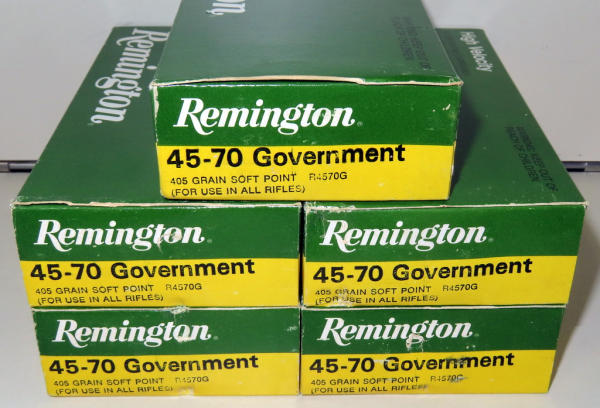 Remington
High Velocity
Remington
45-70 Government
405 GRAIN SOFT POINT R4570G
(FOR USE IN ALL RIFLES)
Remington
45-70 Government
405 GRAIN SOFT POINT R4570G
(FOR USE IN ALL RIFLES)
Remington
45-70 Government
405 GRAIN SOFT POINT R4570G
(FOR USE IN ALL RIFLES)
Remington
45-70 Government
405 GRAIN SOFT POINT R4570G
(FOR USE IN ALL RIFLES)
Remington
45-70 Government
405 GRAIN SOFT POINT R4570G
(FOR USE IN ALL RIFLES)